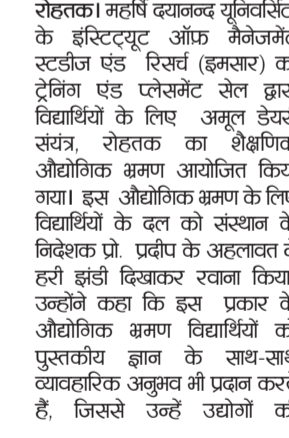 रोहतक। महर्षि दयानन्द यूनिवर्सिट
के इंस्टिट्यूट ऑफ मैनेजमेंट
स्टडीज एंड रिसर्च (इमसार) क
ट्रेनिंग एंड प्लेसमेंट सेल द्वार
विद्यार्थियों के लिए अमूल डेयर
संयंत्र, रोहतक का शैक्षणिक
औद्योगिक भ्रमण आयोजित किय
गया। इस औद्योगिक भ्रमण के लि
विद्यार्थियों के दल को संस्थान के
निदेशक प्रो. प्रदीप के अहलावत
हरी झंडी दिखाकर रवाना किया
उन्होंने कहा कि इस प्रकार के
औद्योगिक भ्रमण विद्यार्थियों क
पुस्तकीय ज्ञान के साथ-साथ
व्यावहारिक अनुभव भी प्रदान कर
हैं, जिससे उन्हें उद्योगों क